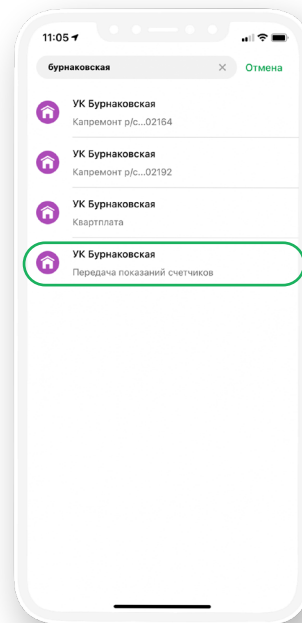 11:05
бурнаковская
Отмена
УК Бурнаковская
Капремонт р/с...02164
УК Бурнаковская
Капремонт р/с...02192
УК Бурнаковская
Квартплата
УК Бурнаковская
Передача показаний счетчиков